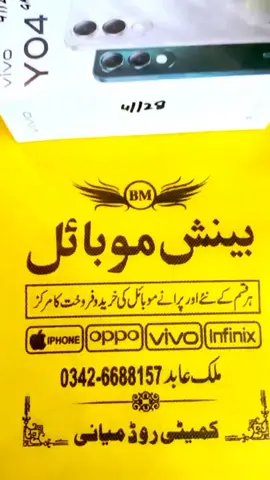 vivo
Y04
4/128
BM
بینش موبائل
ہر قسم کے نئے اور پرانے موبائل کی خرید و فروخت کا مرکز
IPHONE oppo vivo Infinix
ملک عابد 0342-6688157
کمیٹی روڈ میانی